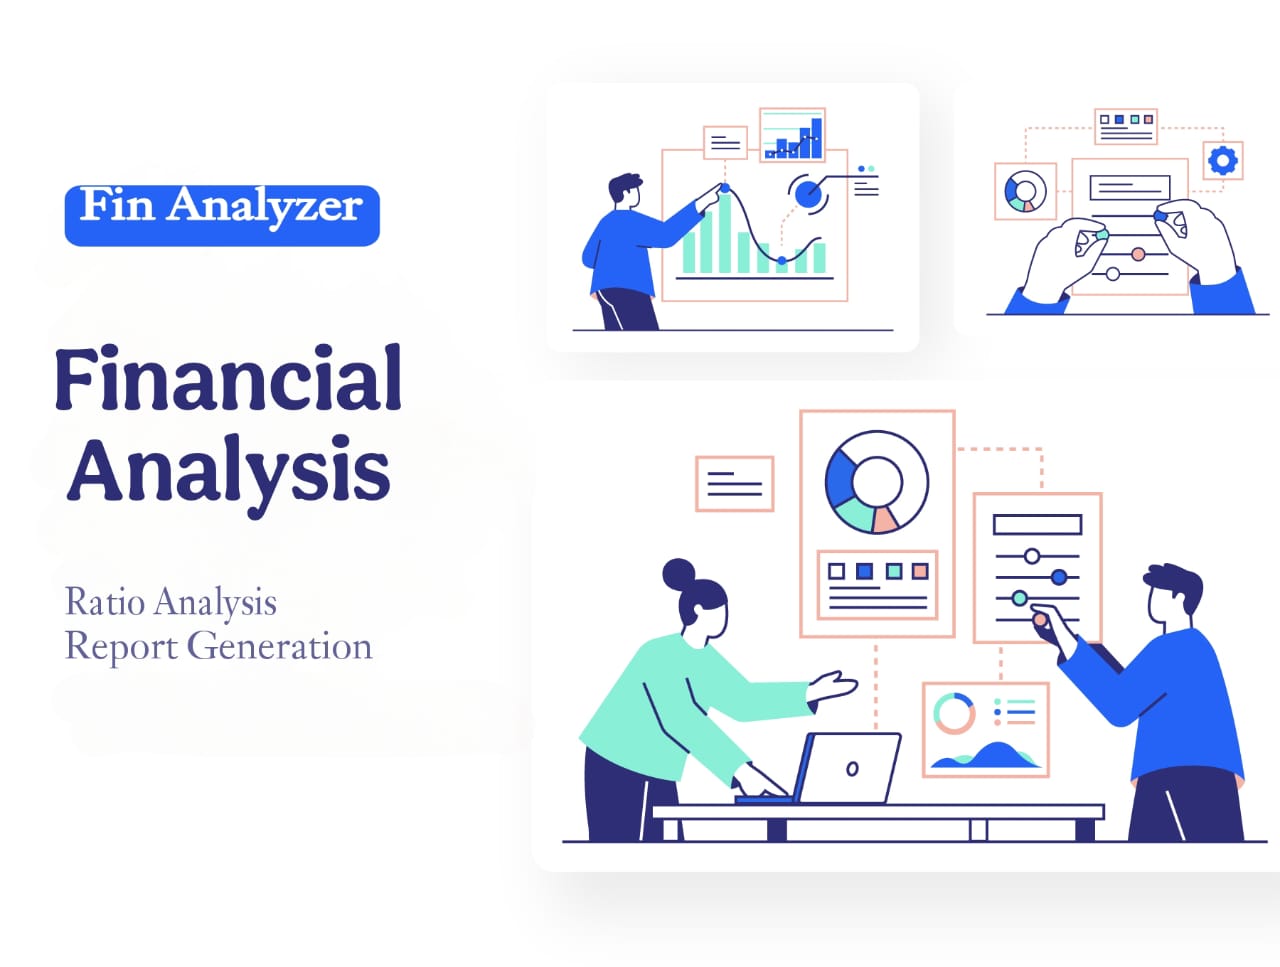 Fin Analyzer
Financial
Analysis
Ratio Analysis
Report Generation